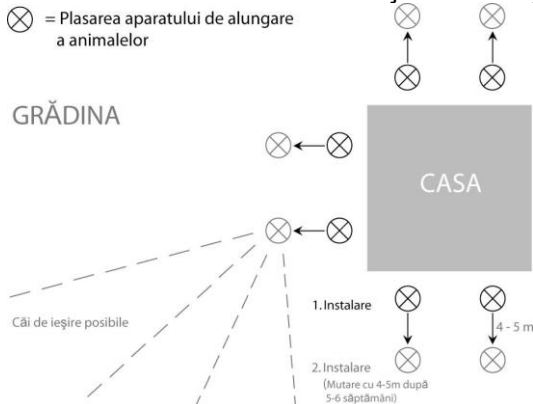 = Plasarea aparatului de alungare
a animalelor
GRĂDINA
CASA
1. Instalare
4 - 5 m
Căi de ieşire posibile
2. Instalare
(Mutare cu 4-5m după
5-6 săptămâni)